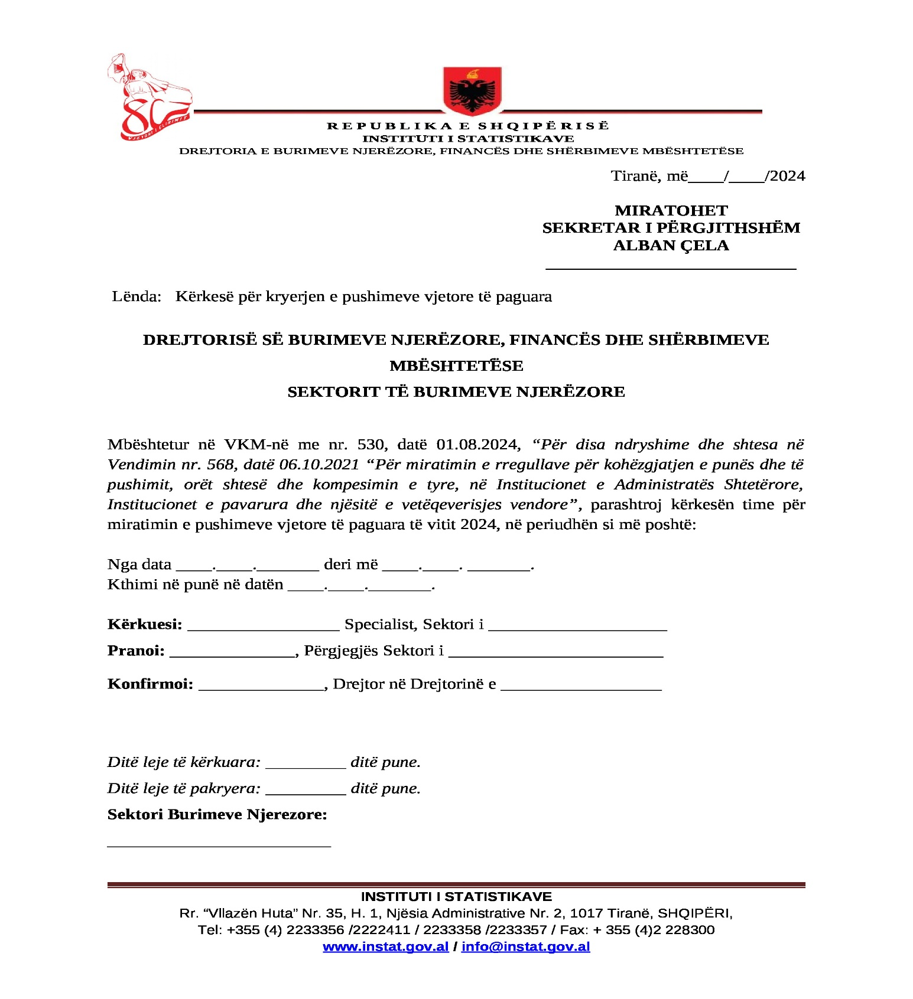 80
VJETORI I ÇLIRIMIT
REPUBLIKA E SHQIPËRISË
INSTITUTI I STATISTIKAVE
DREJTORIA E BURIMEVE NJERËZORE, FINANCËS DHE SHËRBIMEVE MBËSHTETËSE
Tiranë, më____/____/2024
MIRATOHET
SEKRETAR I PËRGJITHSHËM
ALBAN ÇELA
____________________________
Lënda: Kërkesë për kryerjen e pushimeve vjetore të paguara
DREJTORISË SË BURIMEVE NJERËZORE, FINANCËS DHE SHËRBIMEVE
MBËSHTETËSE
SEKTORIT TË BURIMEVE NJERËZORE
Mbështetur në VKM-në me nr. 530, datë 01.08.2024, “Për disa ndryshime dhe shtesa në
Vendimin nr. 568, datë 06.10.2021 “Për miratimin e rregullave për kohëzgjatjen e punës dhe të
pushimit, orët shtesë dhe kompesimin e tyre, në Institucionet e Administratës Shtetërore,
Institucionet e pavarura dhe njësitë e vetëqeverisjes vendore”, parashtroj kërkesën time për
miratimin e pushimeve vjetore të paguara të vitit 2024, në periudhën si më poshtë:
Nga data ____.____._______ deri më ____.____. _______.
Kthimi në punë në datën ____.____._______.
Kërkuesi: _________________ Specialist, Sektori i ____________________
Pranoi: ______________, Përgjegjës Sektori i ________________________
Konfirmoi: ______________, Drejtor në Drejtorinë e __________________
Ditë leje të kërkuara: _________ ditë pune.
Ditë leje të pakryera: _________ ditë pune.
Sektori Burimeve Njerezore:
_________________________
INSTITUTI I STATISTIKAVE
Rr. “Vllazën Huta” Nr. 35, H. 1, Njësia Administrative Nr. 2, 1017 Tiranë, SHQIPËRI,
Tel: +355 (4) 2233356 /2222411 / 2233358 /2233357 / Fax: + 355 (4)2 228300
www.instat.gov.al / info@instat.gov.al